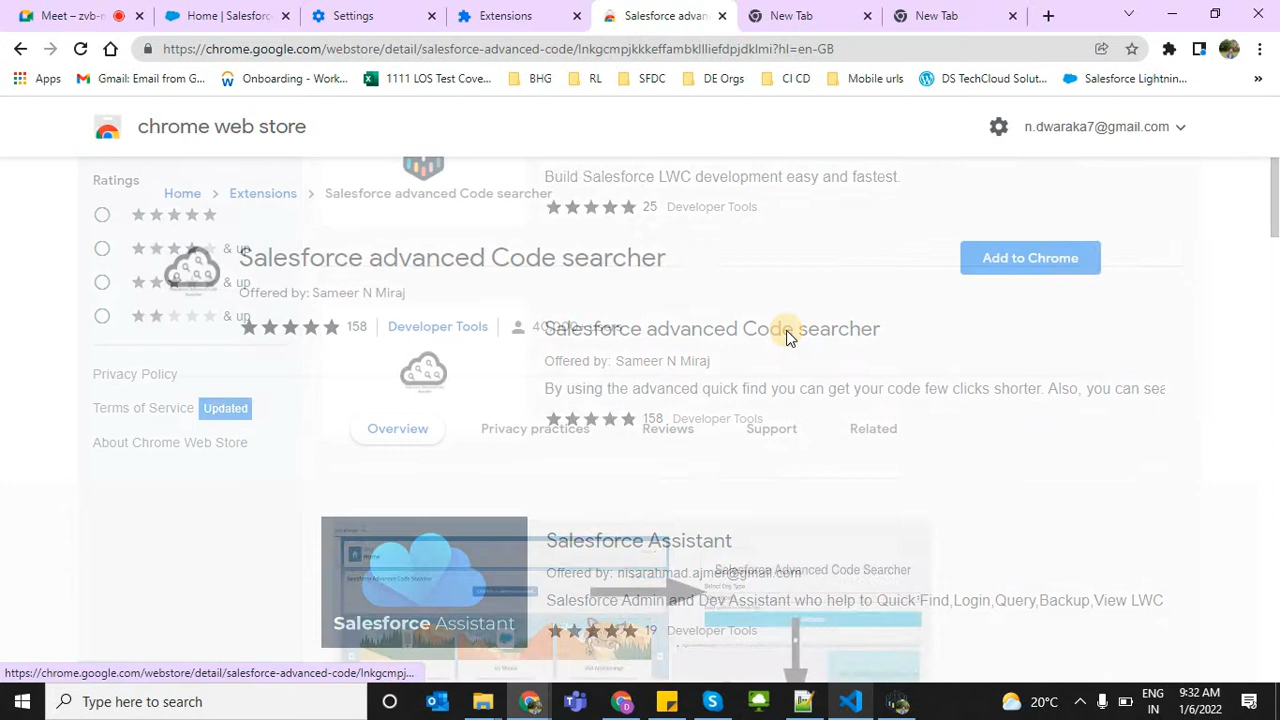 Meet – zvb-n
Home | Salesforc
Settings
Extensions
Salesforce advan
New Tab
New Tab
https://chrome.google.com/webstore/detail/salesforce-advanced-code/lnkgcmpjkkkeffambkllliefdpjdklmi?hl=en-GB
Apps
Gmail: Email from G...
Onboarding - Work...
1111 LOS Test Cove...
BHG
RL
SFDC
DE Orgs
CI CD
Mobile urls
DS TechCloud Solut...
Salesforce Lightnin...
»
chrome web store
n.dwaraka7@gmail.com
Ratings
Build Salesforce LWC development easy and fastest.
Home > Extensions > Salesforce advanced Code searcher
25 Developer Tools
& up
Salesforce advanced Code searcher
Add to Chrome
& up
Offered by: Sameer N Miraj
& up
158 Developer Tools
Salesforce advanced Code searcher
Offered by: Sameer N Miraj
Privacy Policy
By using the advanced quick find you can get your code few clicks shorter. Also, you can sea
Terms of Service Updated
158 Developer Tools
Overview Privacy practices Reviews Support Related
About Chrome Web Store
Salesforce Assistant
Offered by: nisarahmad.ajmer@gmail.com
Salesforce Advanced Code Searcher
Salesforce Admin and Dev Assistant who help to Quick Find,Login,Query,Backup,View LWC
Salesforce Assistant
19 Developer Tools
https://chrome.google.com/webstore/detail/salesforce-advanced-code/lnkgcmpj...
Type here to search
20°C
ENG
IN
9:32 AM
1/6/2022